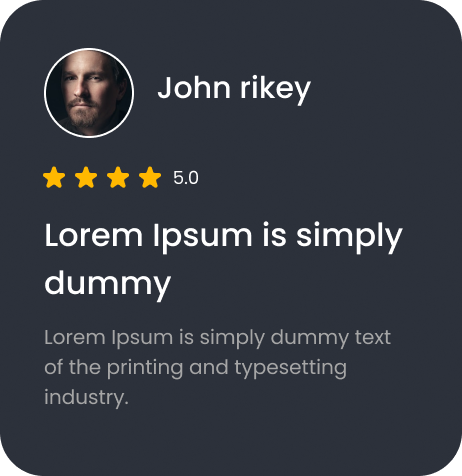 John rikey
5.0
Lorem Ipsum is simply
dummy
Lorem Ipsum is simply dummy text
of the printing and typesetting
industry.